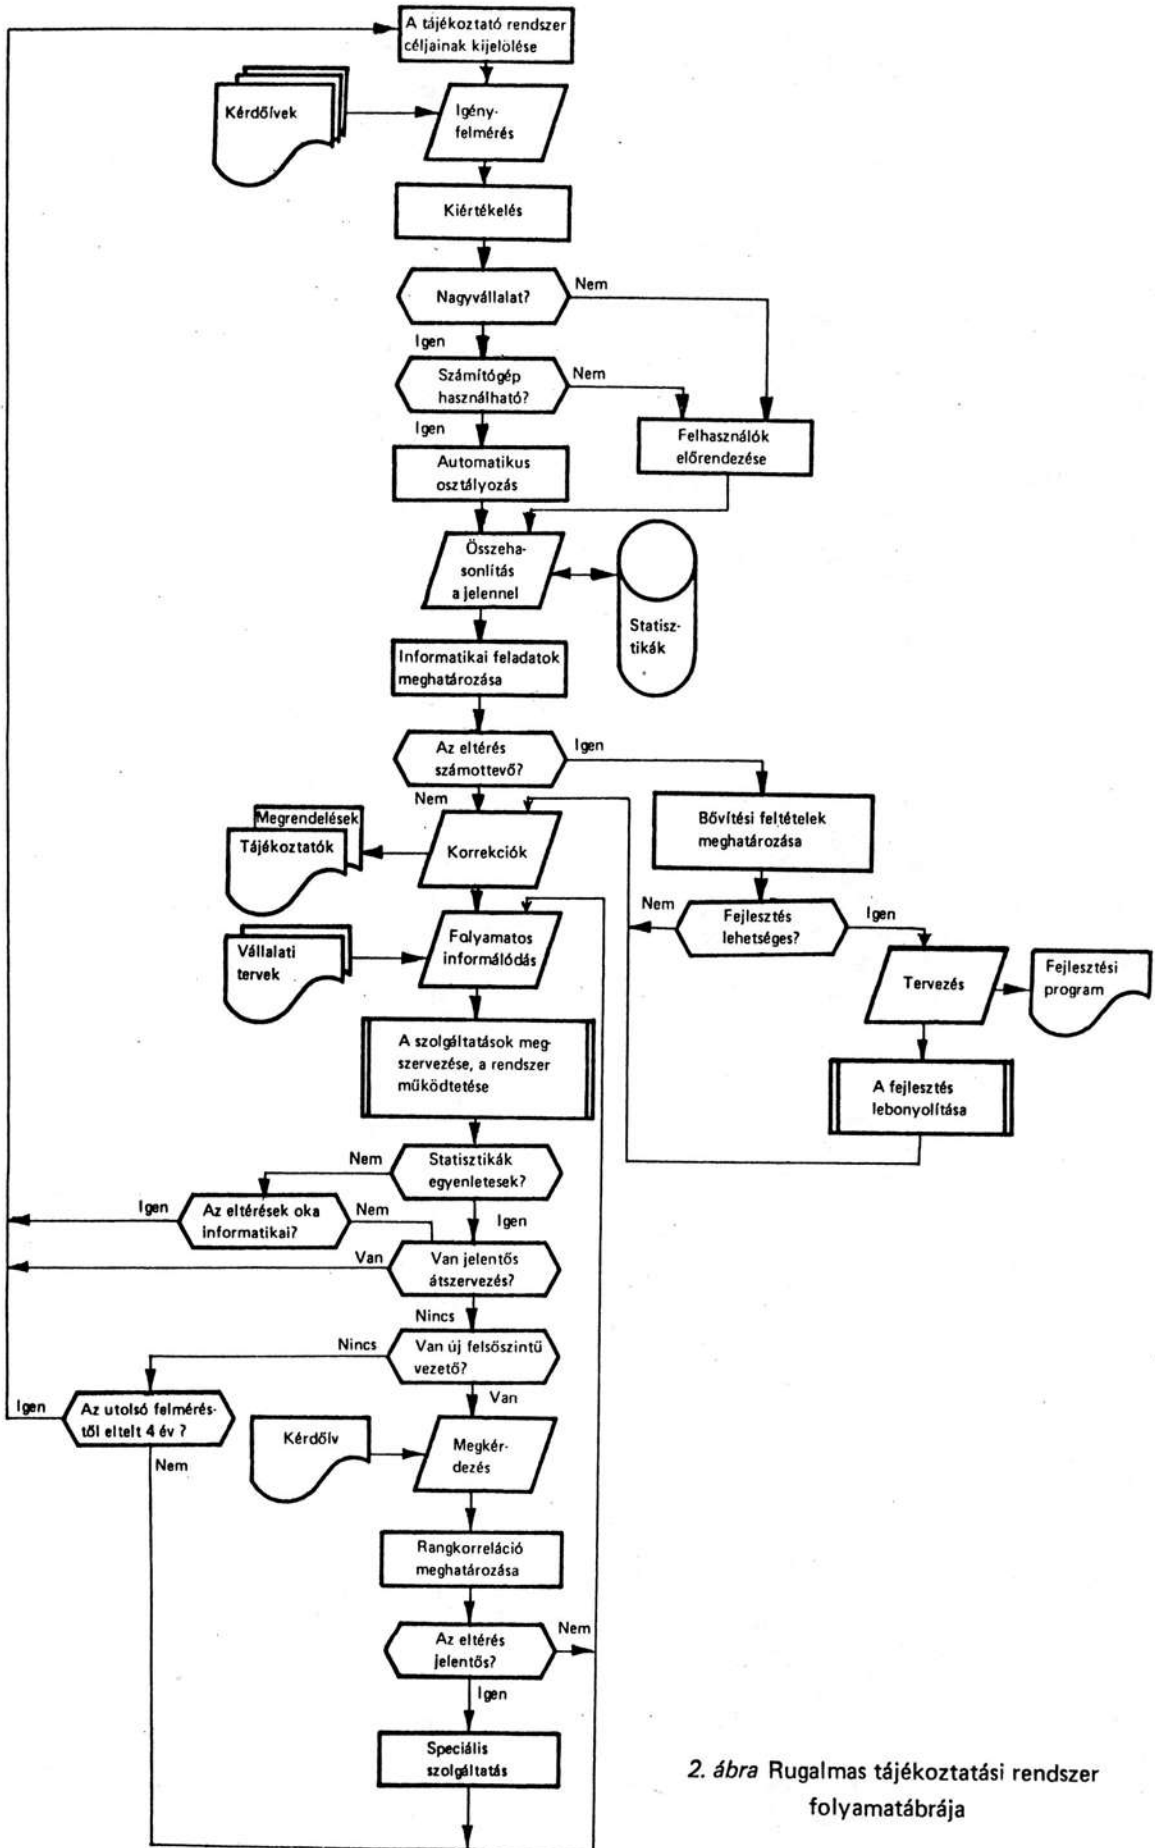 A tájékoztató rendszer
céljainak kijelölése
Kérdőívek
Igény-
felmérés
Kiértékelés
Nagyvállalat?
Nem
Igen
Számítógép
használható?
Nem
Igen
Felhasználók
előrendezése
Automatikus
osztályozás
Összeha-
sonlítás
a jelennel
Statisz-
tikák
Informatikai feladatok
meghatározása
Az eltérés
számottevő?
Igen
Nem
Bővítési feltételek
meghatározása
Megrendelések
Tájékoztatók
Korrekciók
Nem
Fejlesztés
lehetséges?
Igen
Vállalati
tervek
Folyamatos
informálódás
Tervezés
Fejlesztési
program
A szolgáltatások meg-
szervezése, a rendszer
működtetése
A fejlesztés
lebonyolítása
Nem
Statisztikák
egyenletesek?
Igen
Igen
Az eltérések oka
informatikai?
Nem
Van
Van jelentős
átszervezés?
Nincs
Nincs
Van új felsőszintű
vezető?
Van
Igen
Az utolsó felmérés-
től eltelt 4 év ?
Nem
Kérdőív
Megkér-
dezés
Rangkorreláció
meghatározása
Az eltérés
jelentős?
Nem
Igen
Speciális
szolgáltatás
2. ábra Rugalmas tájékoztatási rendszer
folyamatábrája